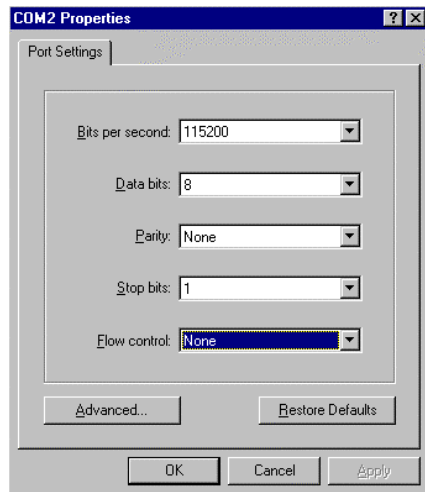 COM2 Properties
Port Settings
Bits per second: 115200
Data bits: 8
Parity: None
Stop bits: 1
Flow control: None
Advanced...
Restore Defaults
OK
Cancel
Apply